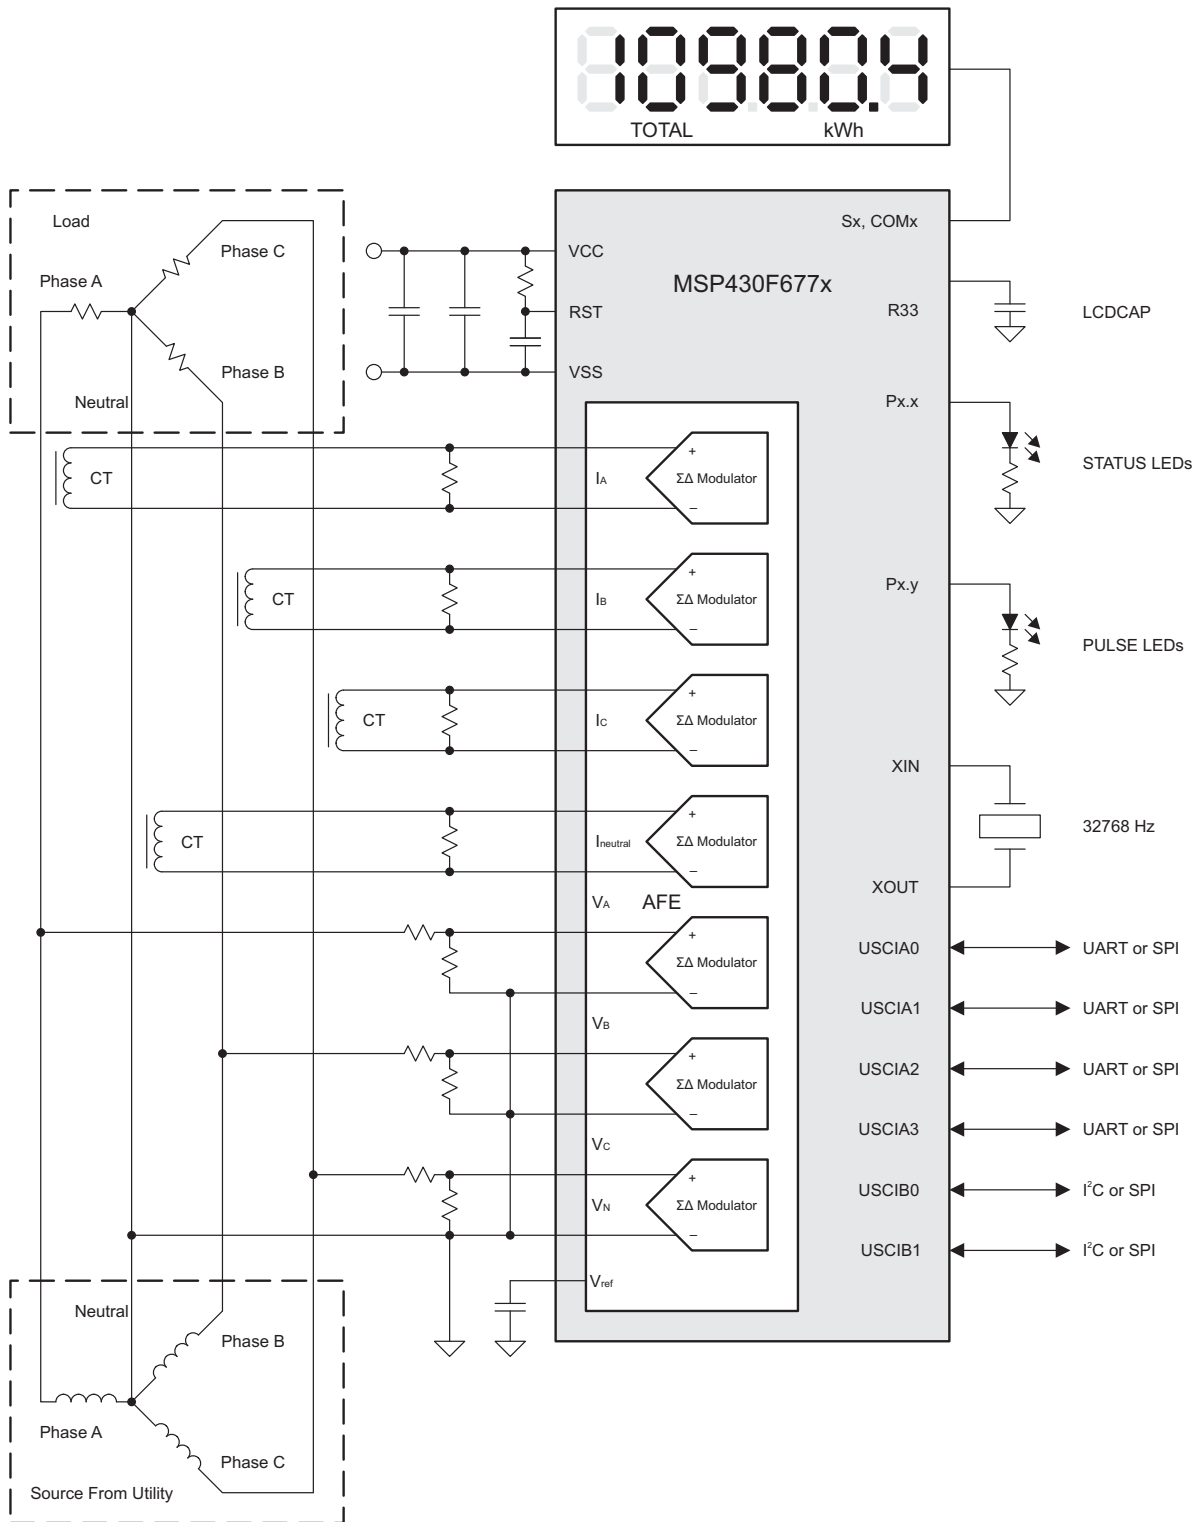 10980.4
TOTAL kWh
Load
Phase C
Phase A
Phase B
Neutral
VCC
RST
VSS
MSP430F677x
Sx, COMx
R33
LCDCAP
Px.x
STATUS LEDs
Px.y
PULSE LEDs
XIN
32768 Hz
XOUT
USCIA0 UART or SPI
USCIA1 UART or SPI
USCIA2 UART or SPI
USCIA3 UART or SPI
USCIB0 I²C or SPI
USCIB1 I²C or SPI
CT
IA
+
ΣΔ Modulator
–
CT
IB
+
ΣΔ Modulator
–
CT
IC
+
ΣΔ Modulator
–
CT
Ineutral
+
ΣΔ Modulator
–
VA
AFE
+
ΣΔ Modulator
–
VB
+
ΣΔ Modulator
–
VC
+
VN
ΣΔ Modulator
–
Vref
Neutral
Phase B
Phase A
Phase C
Source From Utility